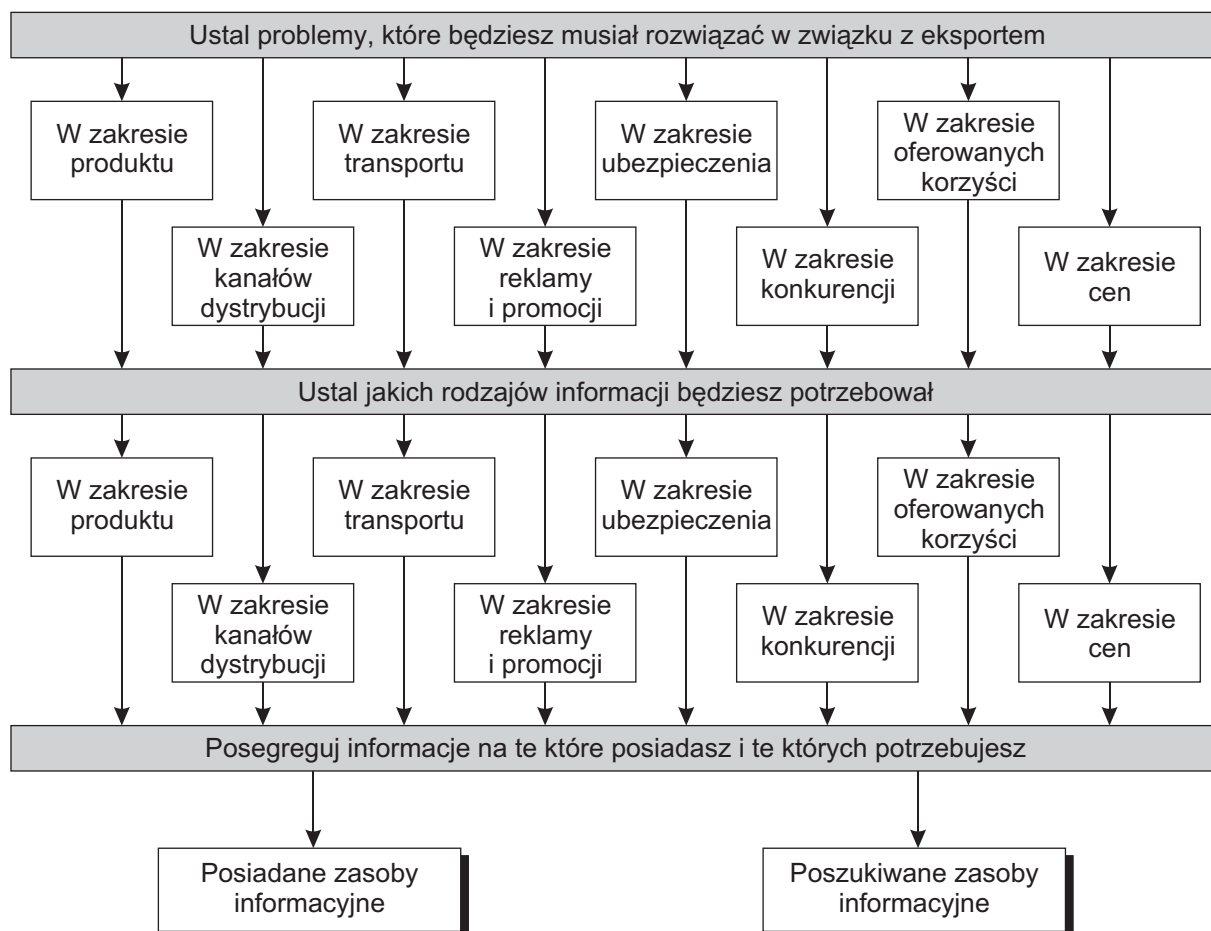 Ustal problemy, które będziesz musiał rozwiązać w związku z eksportem
W zakresie
produktu
W zakresie
transportu
W zakresie
ubezpieczenia
W zakresie
oferowanych
korzyści
W zakresie
kanałów
dystrybucji
W zakresie
reklamy
i promocji
W zakresie
konkurencji
W zakresie
cen
Ustal jakich rodzajów informacji będziesz potrzebował
W zakresie
produktu
W zakresie
transportu
W zakresie
ubezpieczenia
W zakresie
oferowanych
korzyści
W zakresie
kanałów
dystrybucji
W zakresie
reklamy
i promocji
W zakresie
konkurencji
W zakresie
cen
Posegreguj informacje na te które posiadasz i te których potrzebujesz
Posiadane zasoby
informacyjne
Poszukiwane zasoby
informacyjne